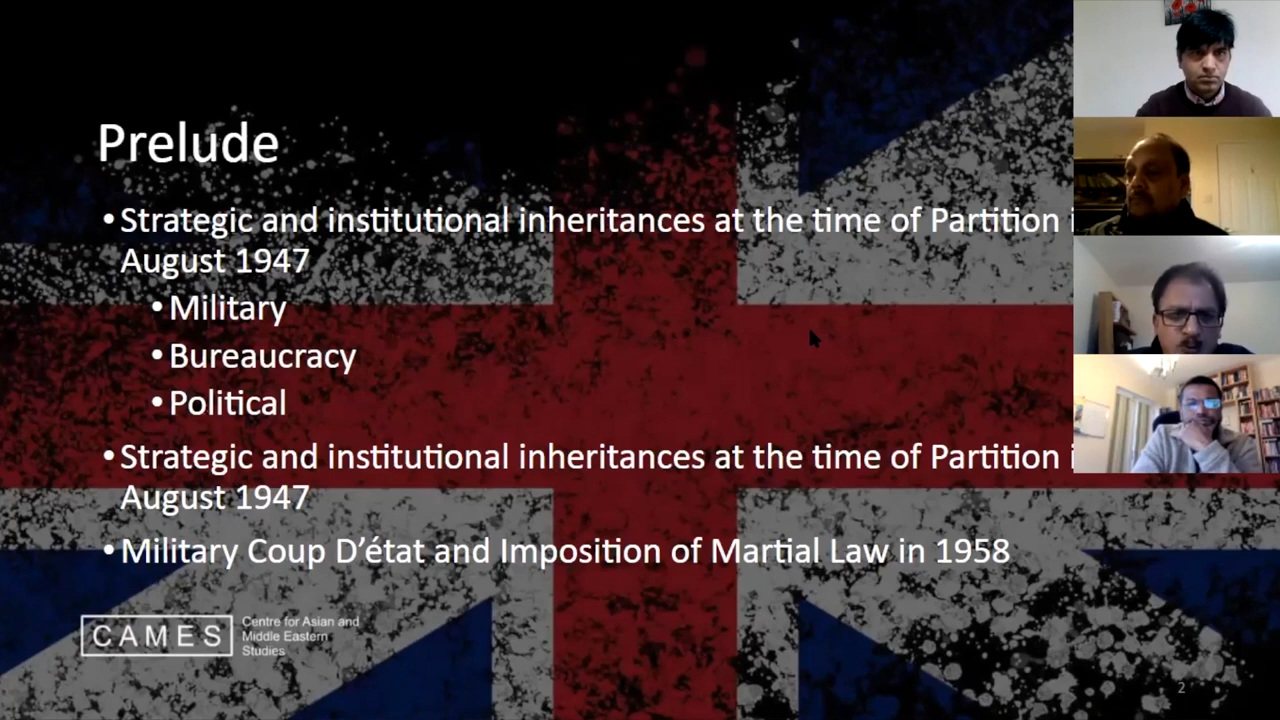 Prelude
• Strategic and institutional inheritances at the time of Partition
August 1947
• Military
• Bureaucracy
• Political
• Strategic and institutional inheritances at the time of Partition
August 1947
• Military Coup D’état and Imposition of Martial Law in 1958
CAMES
Centre for Asian and
Middle Eastern
Studies
2